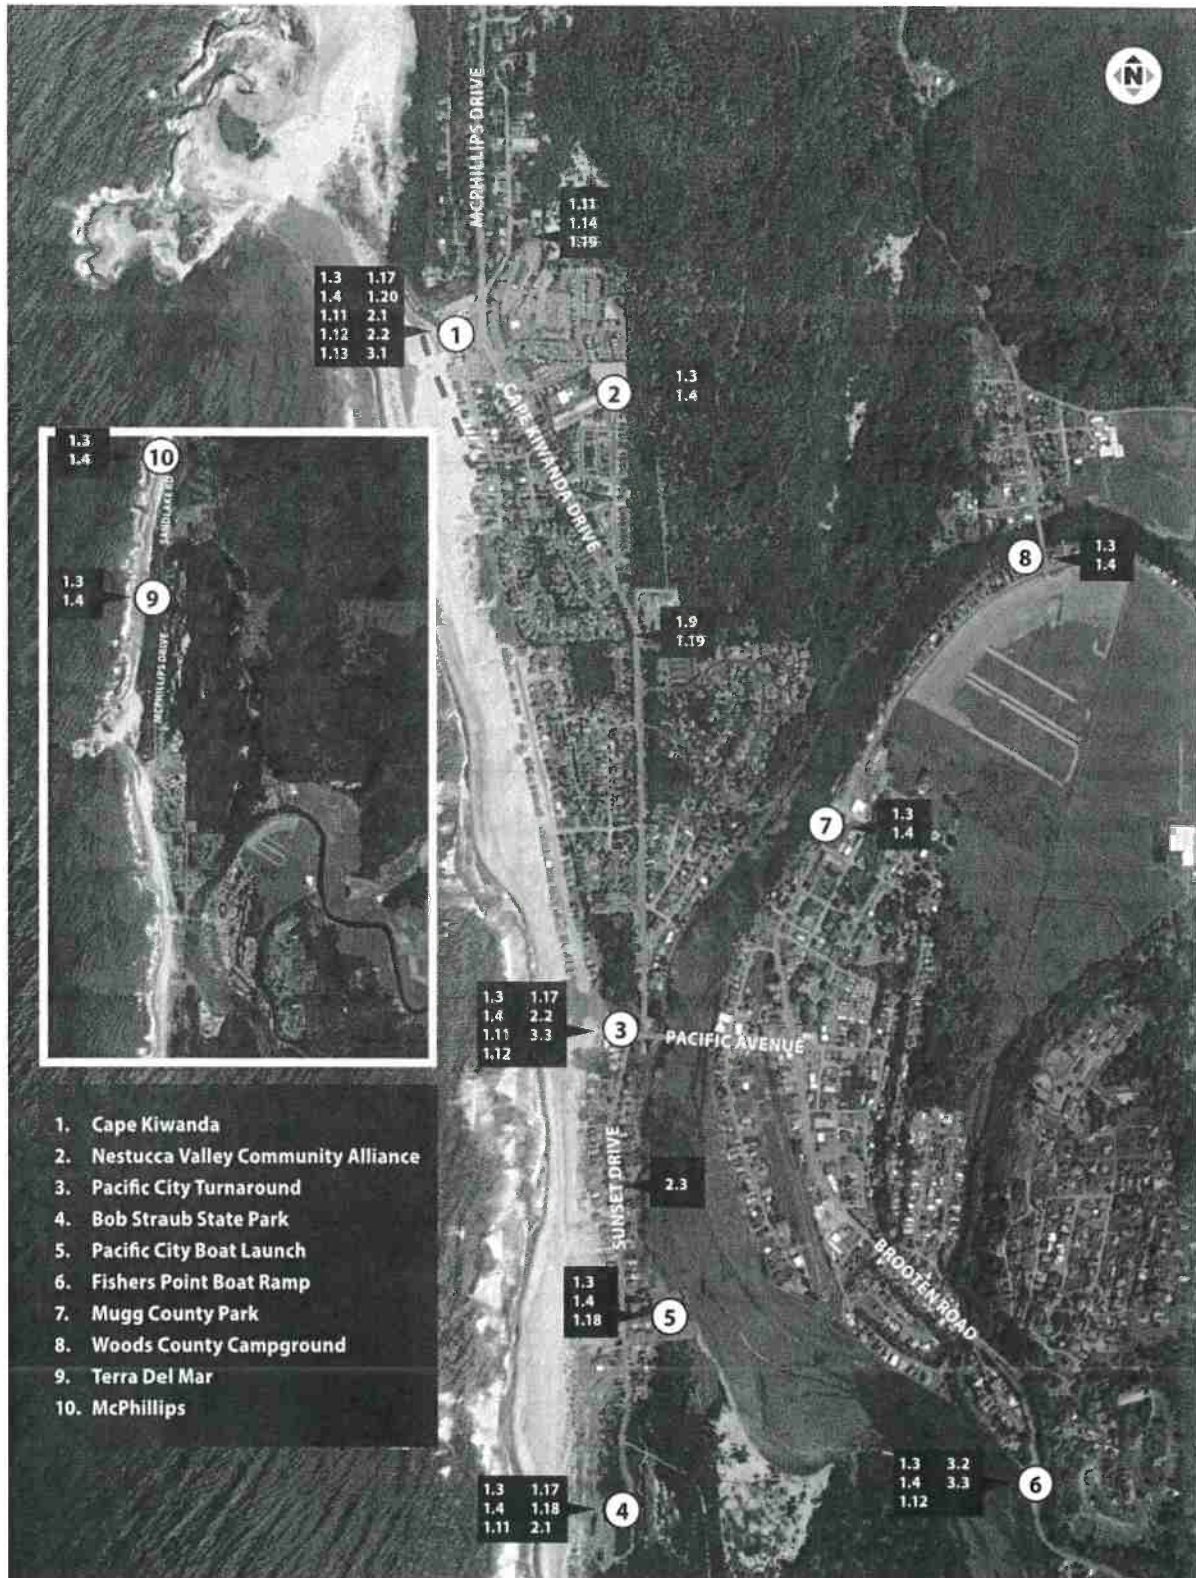 N
MCPHILLIPS DRIVE
1.11
1.14
1.19
1.3 1.17
1.4 1.20
1.11 2.1
1.12 2.2
1.13 3.1
1
CAPE KIWANDA DRIVE
2
1.3
1.4
1.3
1.4
10
SANDLAKE RD
1.3
1.4
9
MCPHILLIPS DRIVE
8
1.3
1.4
1.9
1.19
7
1.3
1.4
1.3 1.17
1.4 2.2
1.11 3.3
1.12
3
PACIFIC AVENUE
SUNSET DRIVE
2.3
BROOTEN ROAD
1.3
1.4
1.18
5
1.3 1.17
1.4 1.18
1.11 2.1
4
1.3 3.2
1.4 3.3
1.12
6
1. Cape Kiwanda
2. Nestucca Valley Community Alliance
3. Pacific City Turnaround
4. Bob Straub State Park
5. Pacific City Boat Launch
6. Fishers Point Boat Ramp
7. Mugg County Park
8. Woods County Campground
9. Terra Del Mar
10. McPhillips